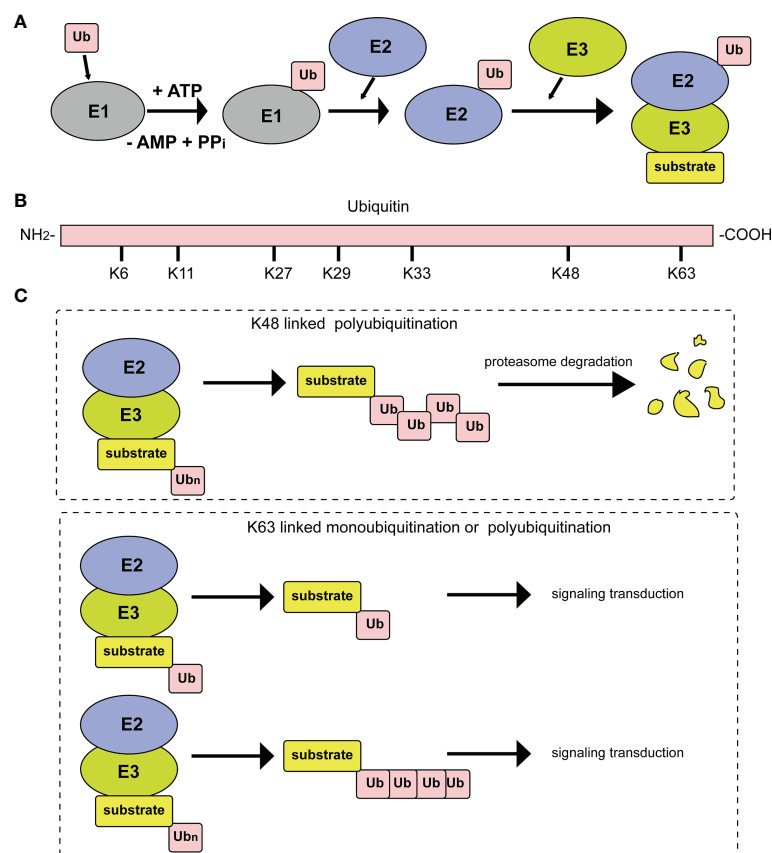 A
Ub
E1
+ ATP
- AMP + PPi
Ub
E1
E2
Ub
E2
E3
Ub
E2
E3
substrate
B
Ubiquitin
NH2-
-COOH
K6 K11 K27 K29 K33 K48 K63
C
K48 linked polyubiquitination
E2
E3
substrate
Ubn
substrate
Ub
Ub
Ub
Ub
proteasome degradation
K63 linked monoubiquitination or polyubiquitination
E2
E3
substrate
Ub
substrate
Ub
signaling transduction
E2
E3
substrate
Ubn
substrate
Ub Ub Ub Ub
signaling transduction